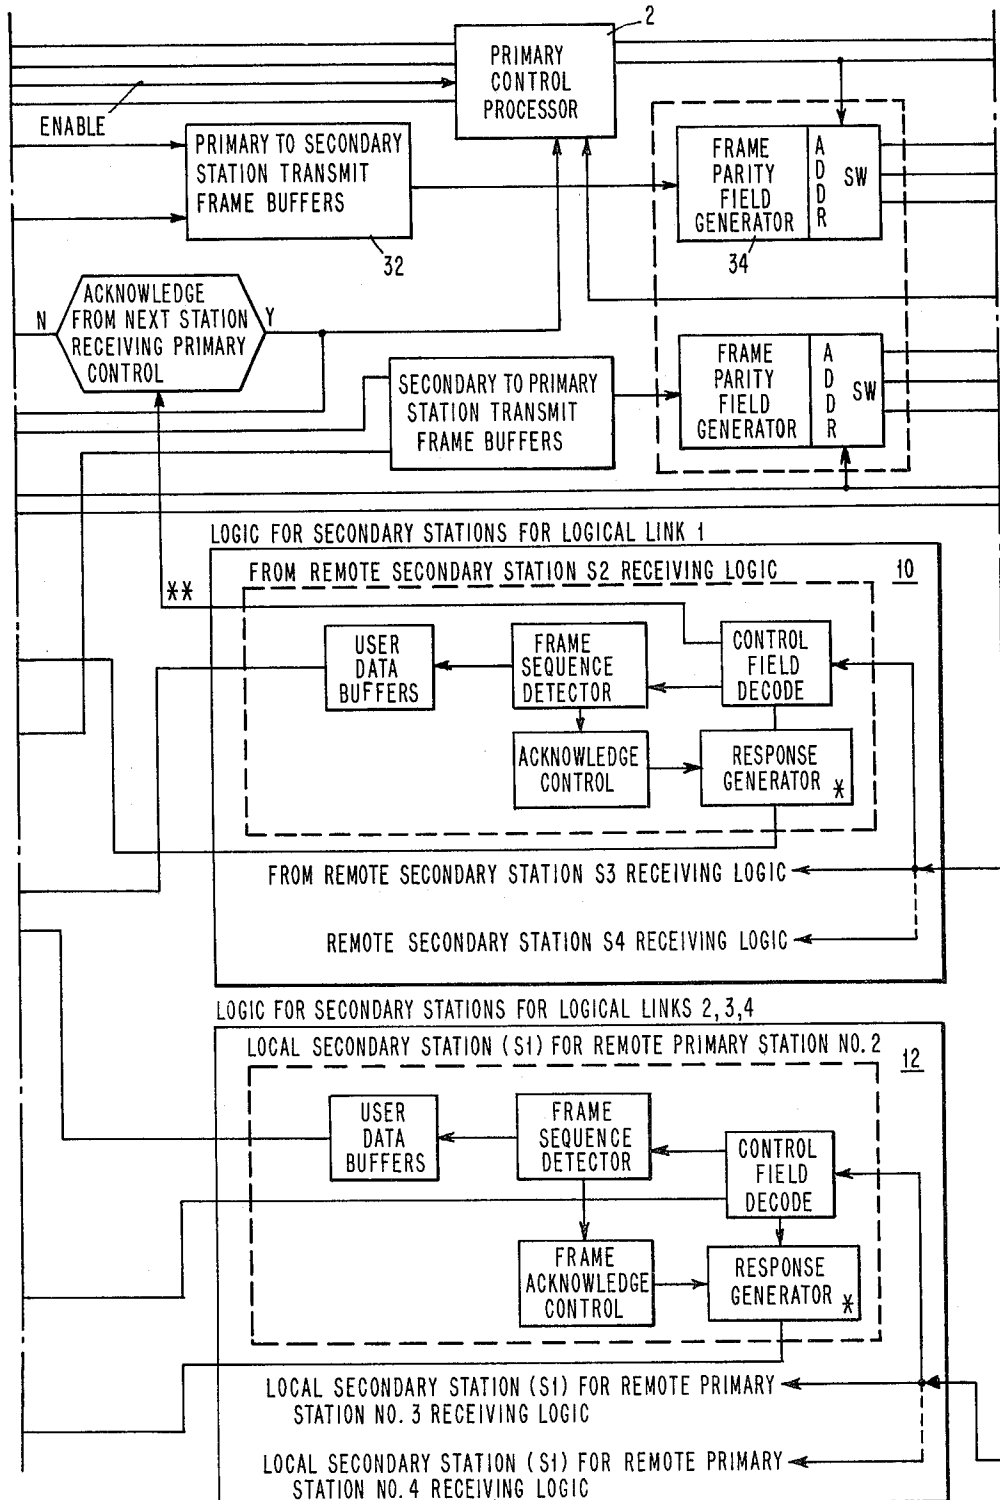 2
PRIMARY
CONTROL
PROCESSOR
ENABLE
PRIMARY TO SECONDARY
STATION TRANSMIT
FRAME BUFFERS
32
FRAME
PARITY
FIELD
GENERATOR
34
A
D
D
R
SW
ACKNOWLEDGE
FROM NEXT STATION
RECEIVING PRIMARY
CONTROL
N
Y
SECONDARY TO PRIMARY
STATION TRANSMIT
FRAME BUFFERS
FRAME
PARITY
FIELD
GENERATOR
A
D
D
R
SW
LOGIC FOR SECONDARY STATIONS FOR LOGICAL LINK 1
FROM REMOTE SECONDARY STATION S2 RECEIVING LOGIC
10
**
USER
DATA
BUFFERS
FRAME
SEQUENCE
DETECTOR
CONTROL
FIELD
DECODE
ACKNOWLEDGE
CONTROL
RESPONSE
GENERATOR *
FROM REMOTE SECONDARY STATION S3 RECEIVING LOGIC
REMOTE SECONDARY STATION S4 RECEIVING LOGIC
LOGIC FOR SECONDARY STATIONS FOR LOGICAL LINKS 2,3,4
LOCAL SECONDARY STATION (S1) FOR REMOTE PRIMARY STATION NO. 2
12
USER
DATA
BUFFERS
FRAME
SEQUENCE
DETECTOR
CONTROL
FIELD
DECODE
FRAME
ACKNOWLEDGE
CONTROL
RESPONSE
GENERATOR *
LOCAL SECONDARY STATION (S1) FOR REMOTE PRIMARY
STATION NO. 3 RECEIVING LOGIC
LOCAL SECONDARY STATION (S1) FOR REMOTE PRIMARY
STATION NO. 4 RECEIVING LOGIC